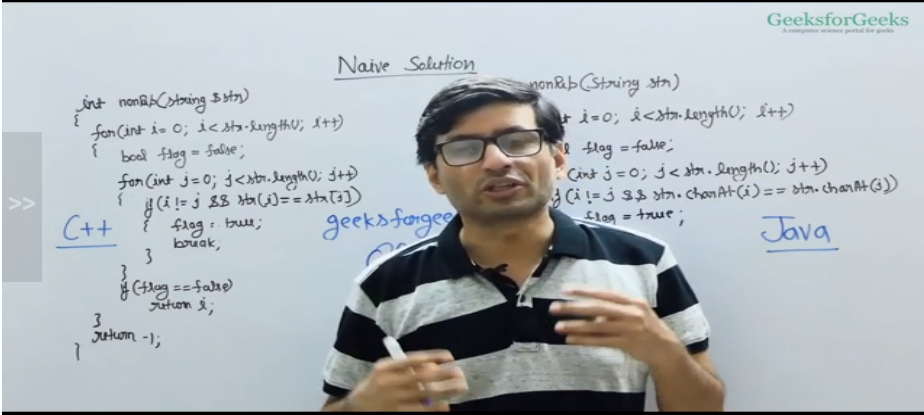 GeeksforGeeks
A computer science portal for geeks
Naive Solution
int nonRep(string &str)
{
for(int i=0; i<str.length(); i++)
{
bool flag = false;
for(int j=0; j<str.length(); j++)
{ if(i != j && str(i)== str[j])
{ flag = true;
break;
}
}
if(flag ==false)
return i;
}
return -1;
}
C++
geeksforgee
nonRep(String str)
i=0; i<str.length(); i++)
flag = false;
(int j=0; j<str.length(); j++)
if(i != j && str.charAt(i) == str.charAt(j))
flag = true;
Java
>>